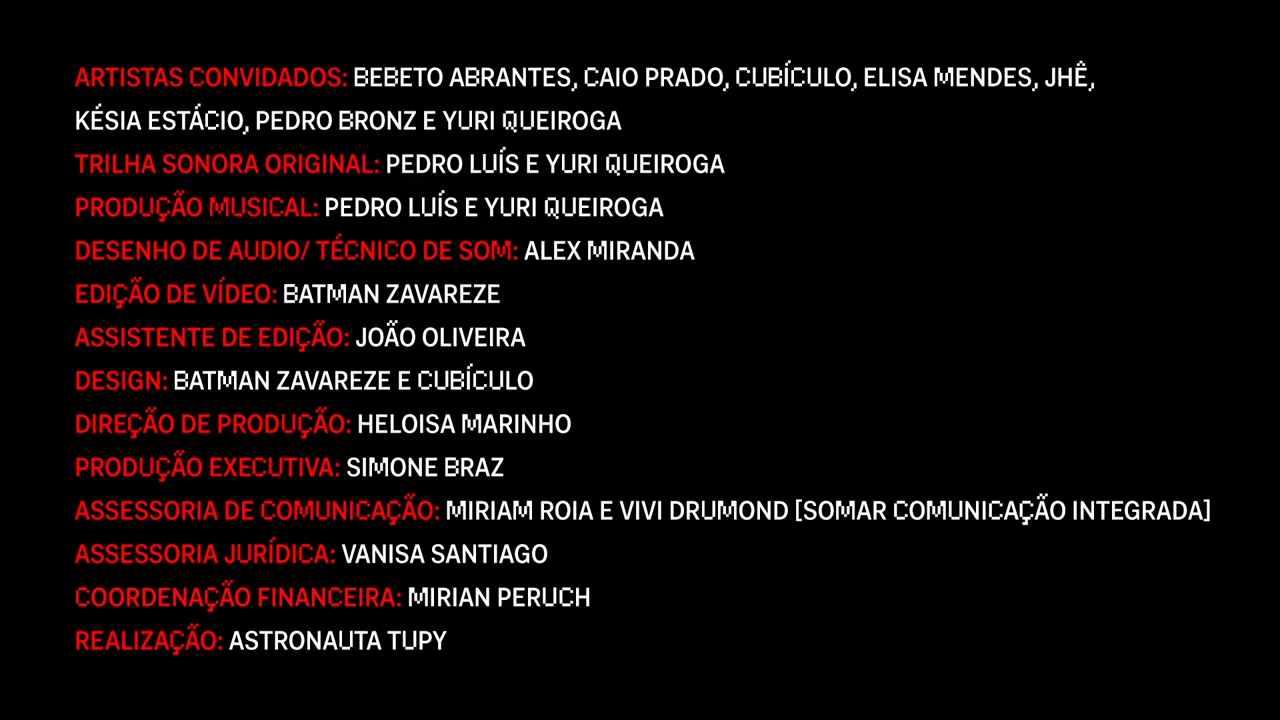 ARTISTAS CONVIDADOS: BEBETO ABRANTES, CAIO PRADO, CUBÍCULO, ELISA MENDES, JHÊ,
KÉSIA ESTÁCIO, PEDRO BRONZ E YURI QUEIROGA
TRILHA SONORA ORIGINAL: PEDRO LUÍS E YURI QUEIROGA
PRODUÇÃO MUSICAL: PEDRO LUÍS E YURI QUEIROGA
DESENHO DE AUDIO/ TÉCNICO DE SOM: ALEX MIRANDA
EDIÇÃO DE VÍDEO: BATMAN ZAVAREZE
ASSISTENTE DE EDIÇÃO: JOÃO OLIVEIRA
DESIGN: BATMAN ZAVAREZE E CUBÍCULO
DIREÇÃO DE PRODUÇÃO: HELOISA MARINHO
PRODUÇÃO EXECUTIVA: SIMONE BRAZ
ASSESSORIA DE COMUNICAÇÃO: MIRIAM ROIA E VIVI DRUMOND [SOMAR COMUNICAÇÃO INTEGRADA]
ASSESSORIA JURÍDICA: VANISA SANTIAGO
COORDENAÇÃO FINANCEIRA: MIRIAN PERUCH
REALIZAÇÃO: ASTRONAUTA TUPY